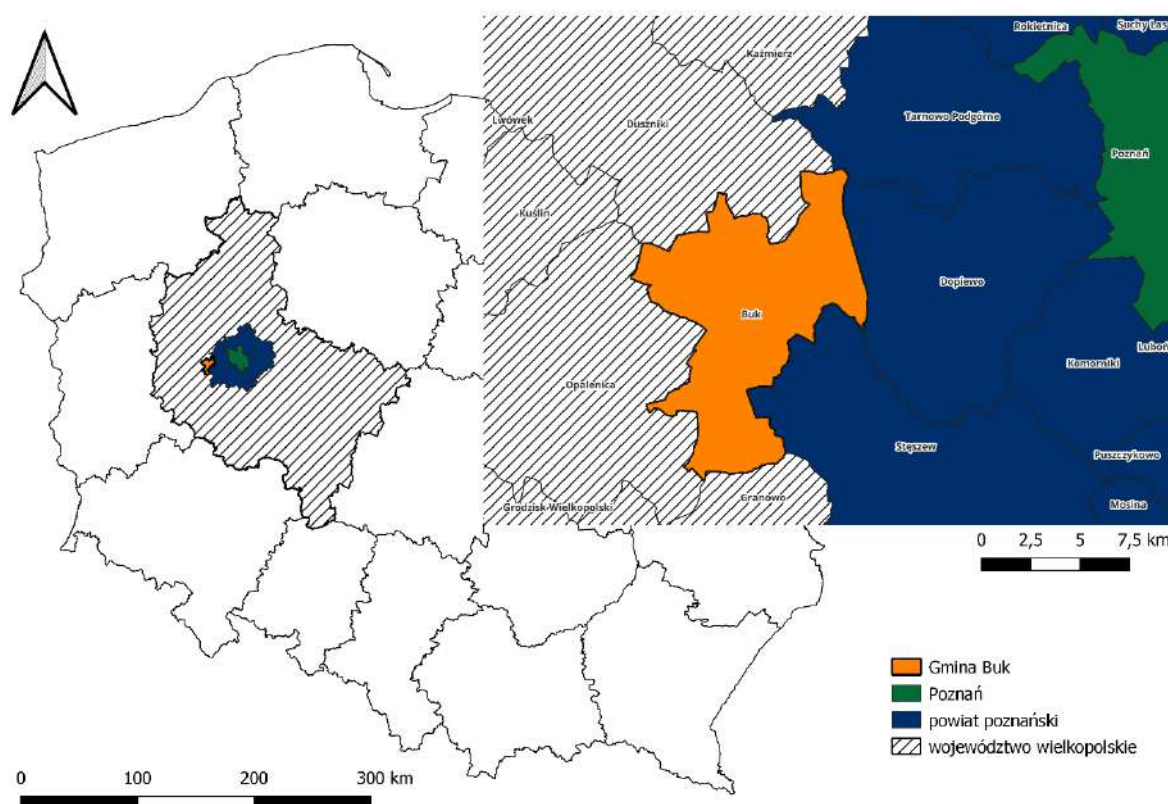 Rokietnica
Suchy Las
Kaźmierz
Lwówek
Duszniki
Tarnowo Podgórne
Poznań
Kuślin
Dopiewo
Buk
Luboń
Komorniki
Opalenica
Stęszew
Puszczykowo
Granowo
Grodzisk Wielkopolski
Mosina
0 2,5 5 7,5 km
Gmina Buk
Poznań
powiat poznański
województwo wielkopolskie
0 100 200 300 km